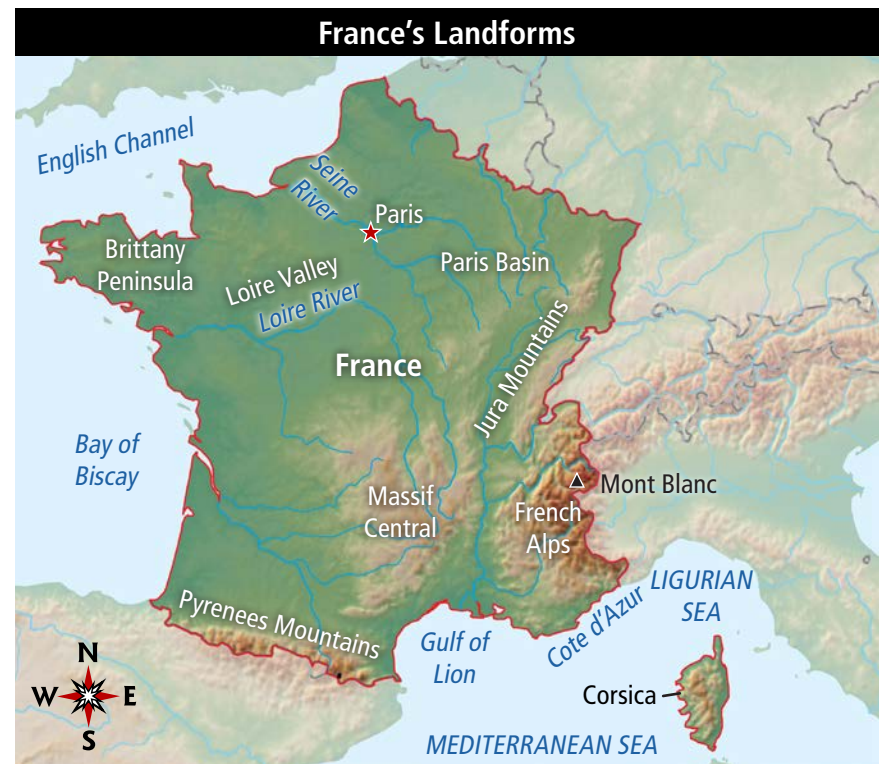 France's Landforms
English Channel
Seine
River
Paris
Brittany
Peninsula
Loire Valley
Loire River
Paris Basin
France
Jura Mountains
Bay of
Biscay
Massif
Central
Mont Blanc
French
Alps
Pyrenees Mountains
Gulf of
Lion
Cote d'Azur
LIGURIAN
SEA
Corsica
MEDITERRANEAN SEA
N
W E
S